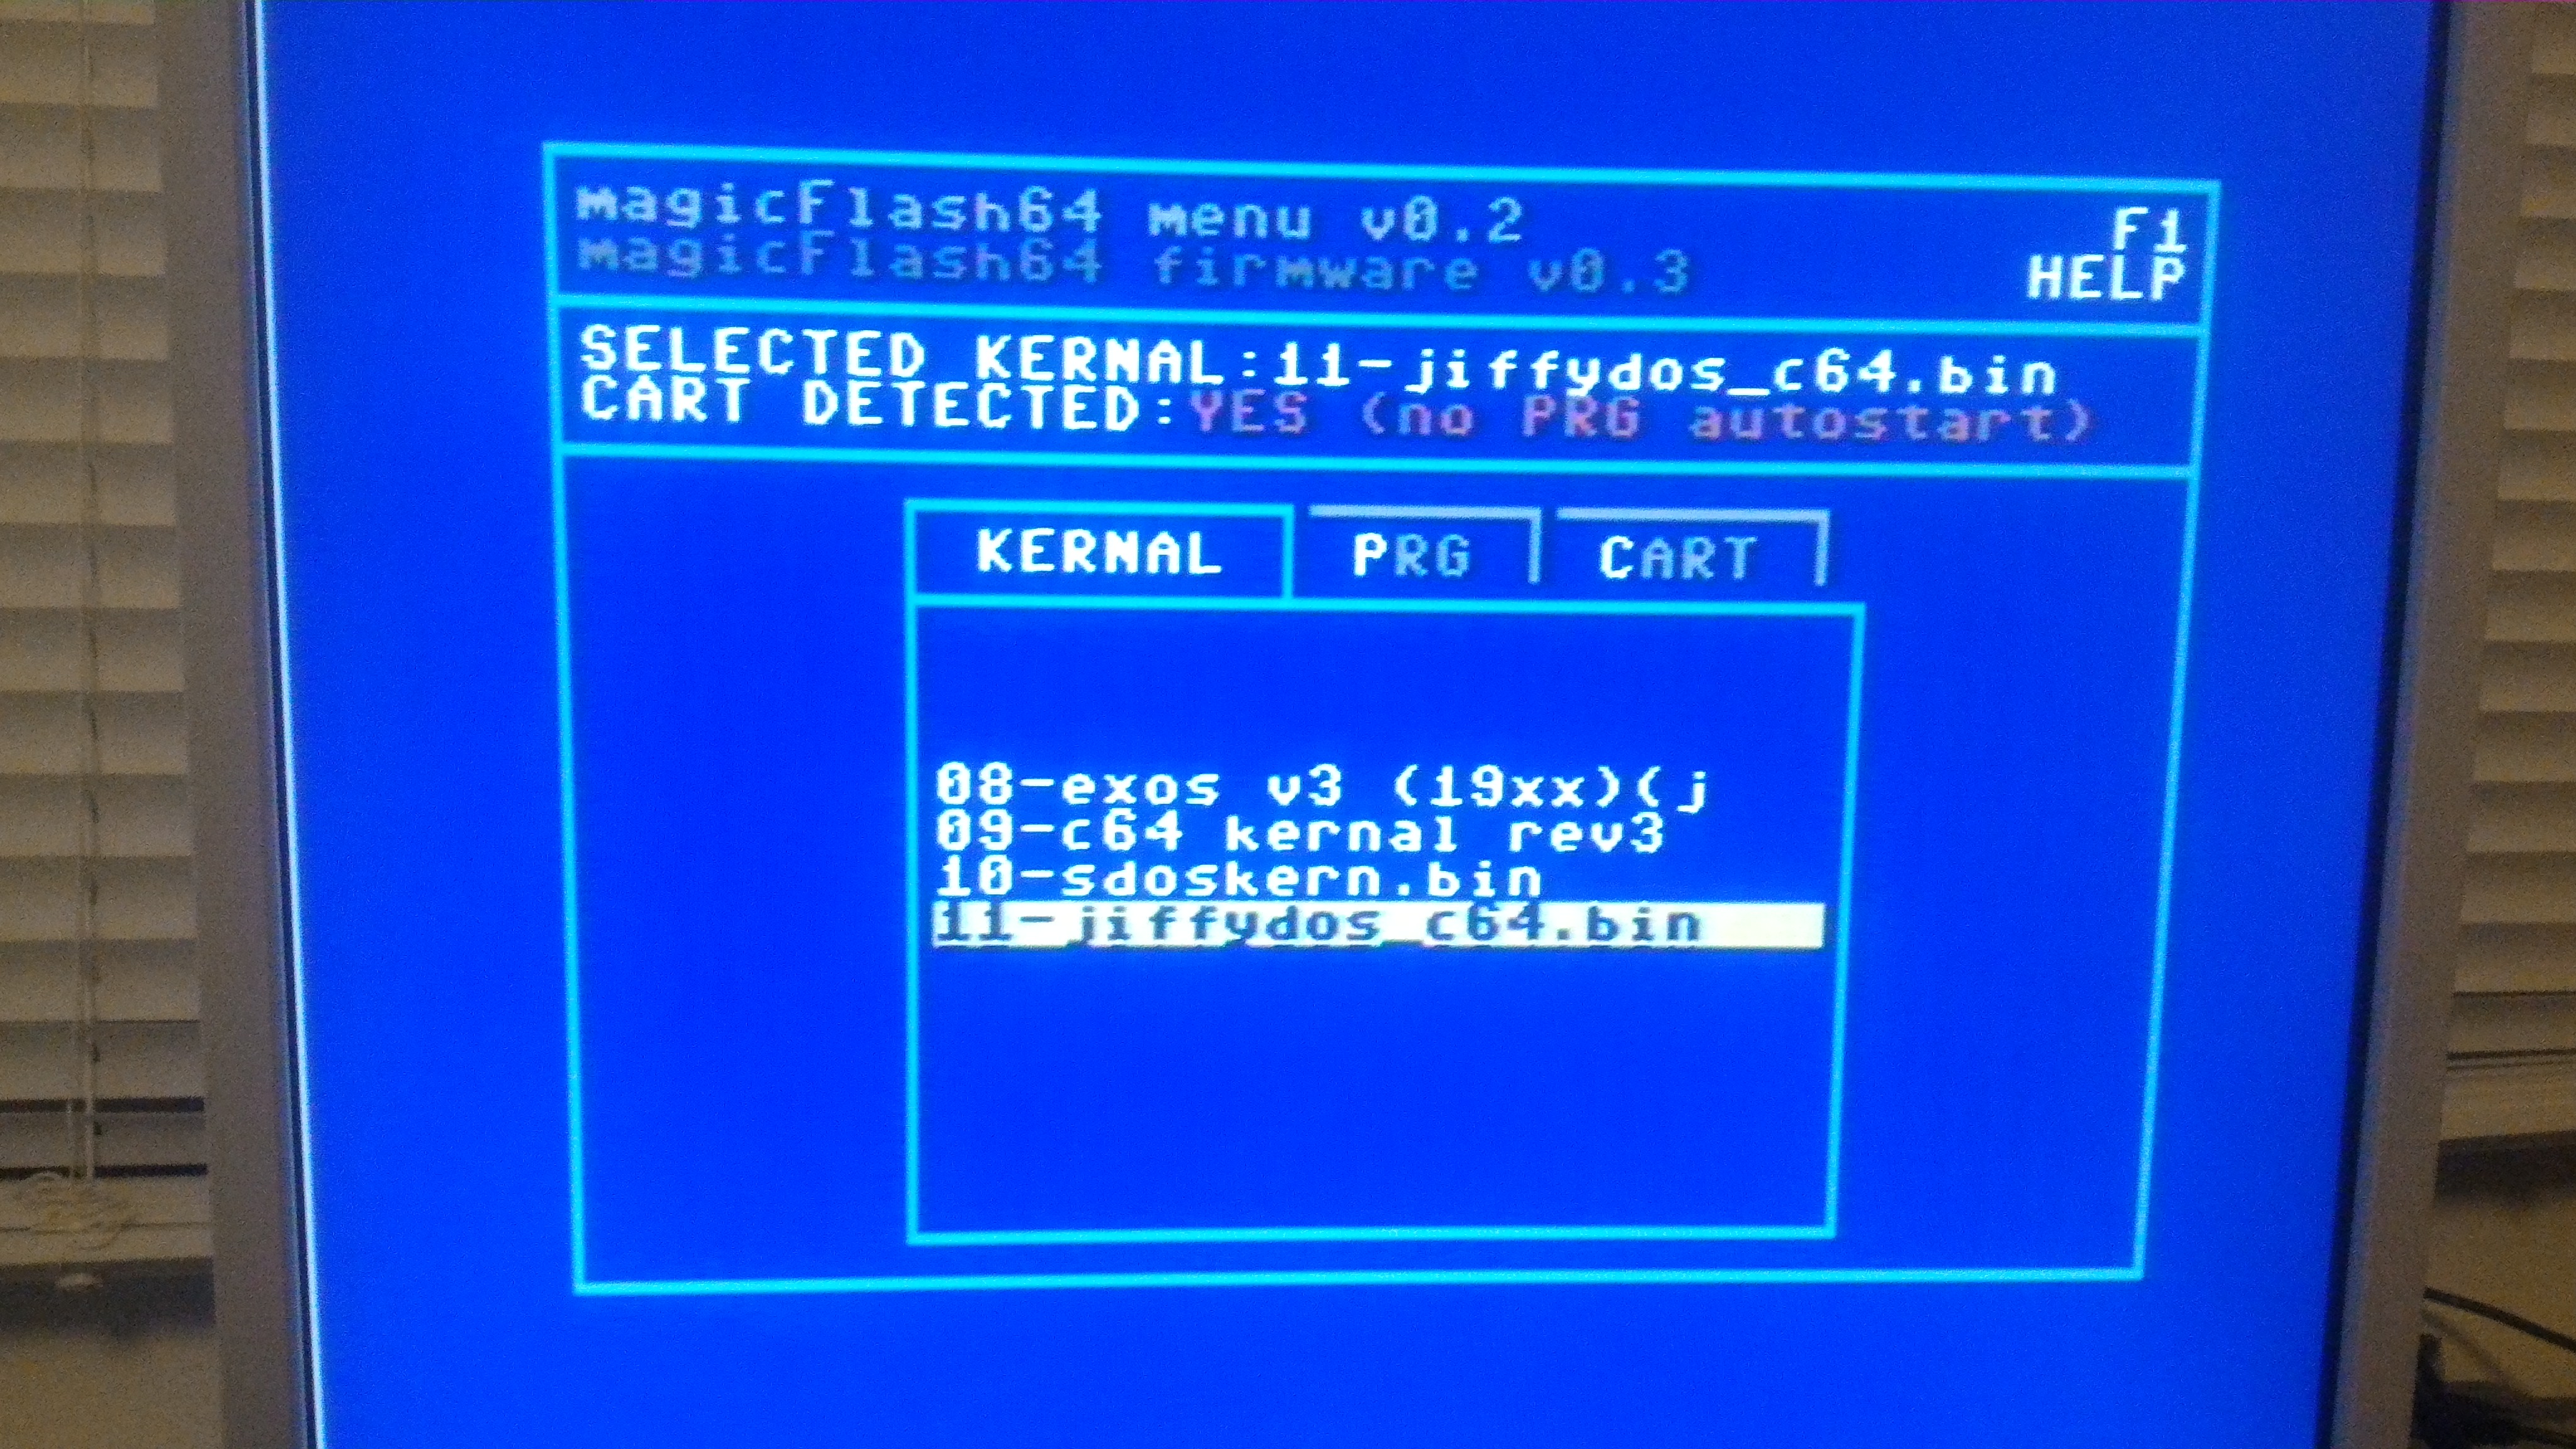 magicFlash64 menu v0.2
magicFlash64 firmware v0.3
F1
HELP
SELECTED KERNAL:11-jiffydos_c64.bin
CART DETECTED:YES (no PRG autostart)
KERNAL PRG CART
08-exos v3 (19xx)(j
09-c64 kernal rev3
10-sdoskern.bin
11-jiffydos_c64.bin